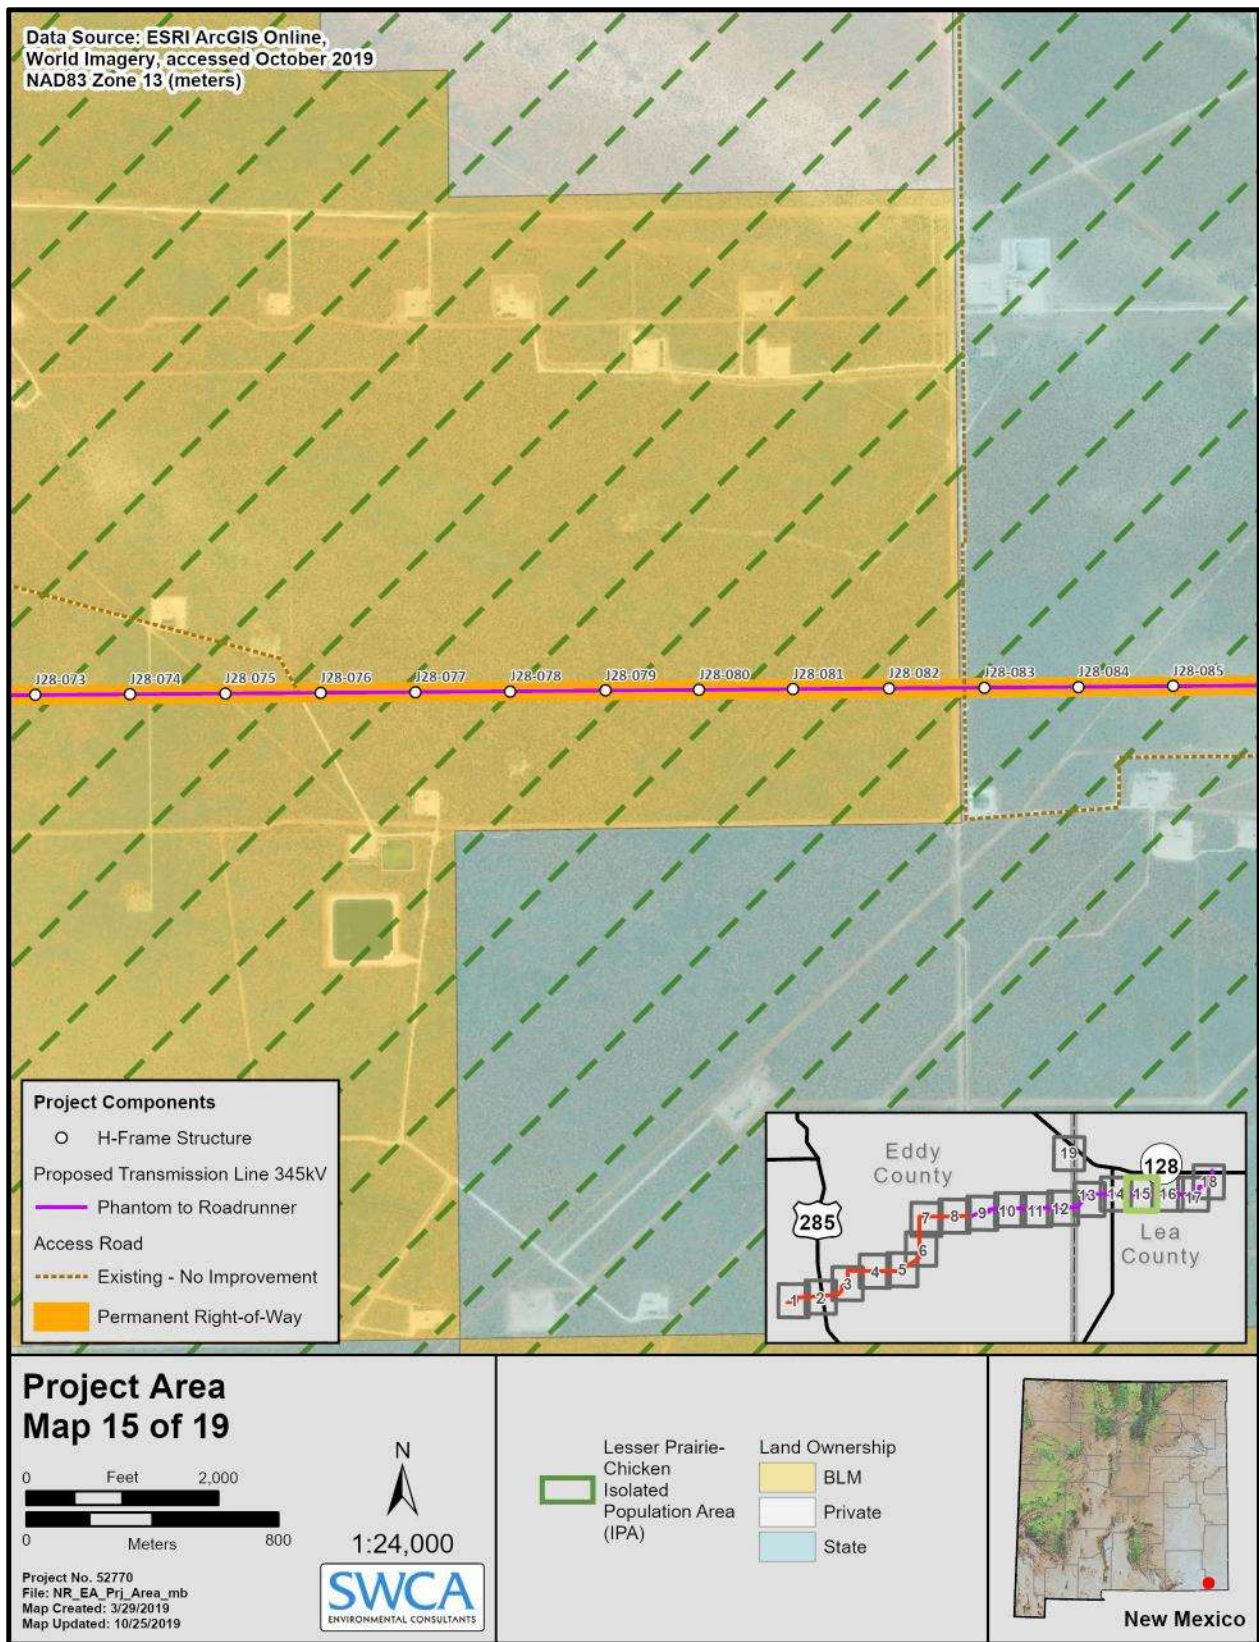 Data Source: ESRI ArcGIS Online,
World Imagery, accessed October 2019
NAD83 Zone 13 (meters)
J28-073
J28-074
J28-075
J28-076
J28-077
J28-078
J28-079
J28-080
J28-081
J28-082
J28-083
J28-084
J28-085
Project Components
H-Frame Structure
Proposed Transmission Line 345kV
Phantom to Roadrunner
Access Road
Existing - No Improvement
Permanent Right-of-Way
Eddy
County
285
128
Lea
County
1
2
3
4
5
6
7
8
9
10
11
12
13
14
15
16
17
18
19
Project Area
Map 15 of 19
0 Feet 2,000
0 Meters 800
N
1:24,000
Project No. 52770
File: NR_EA_Prj_Area_mb
Map Created: 3/29/2019
Map Updated: 10/25/2019
SWCA
ENVIRONMENTAL CONSULTANTS
Lesser Prairie-
Chicken
Isolated
Population Area
(IPA)
Land Ownership
BLM
Private
State
New Mexico